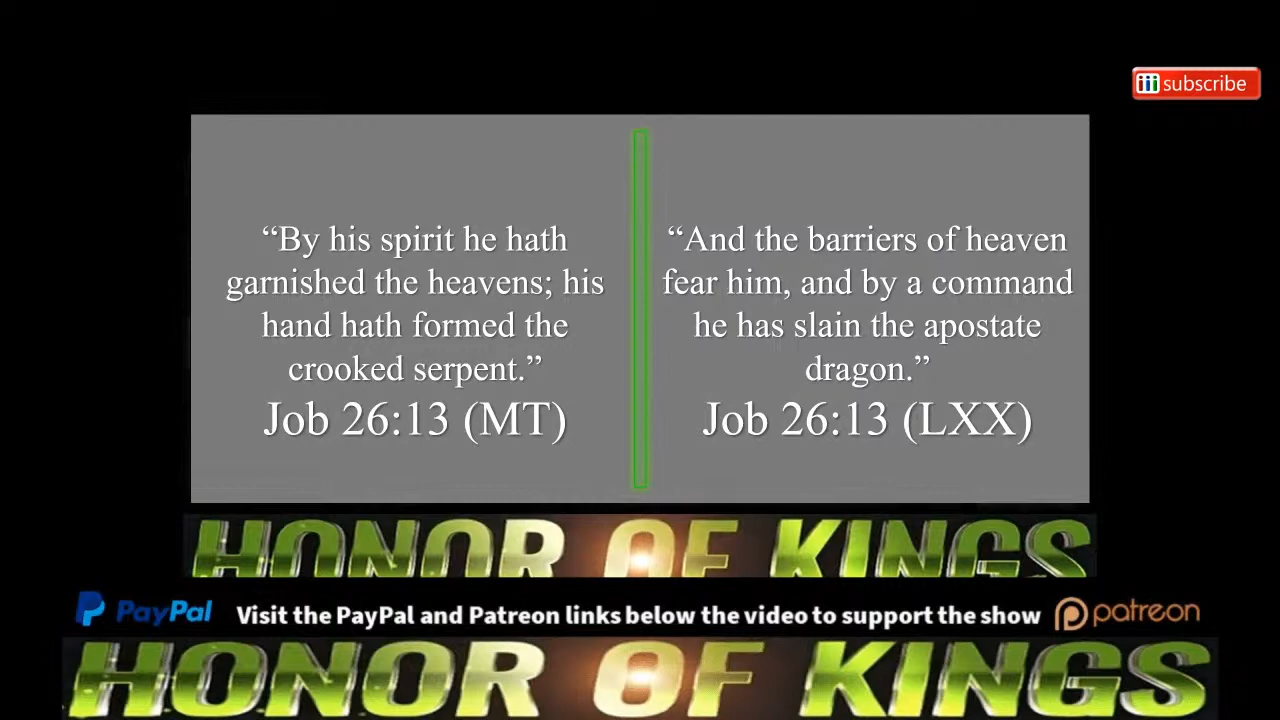 subscribe
“By his spirit he hath
garnished the heavens; his
hand hath formed the
crooked serpent.”
Job 26:13 (MT)
“And the barriers of heaven
fear him, and by a command
he has slain the apostate
dragon.”
Job 26:13 (LXX)
HONOR OF KINGS
PayPal Visit the PayPal and Patreon links below the video to support the show patreon
HONOR OF KINGS